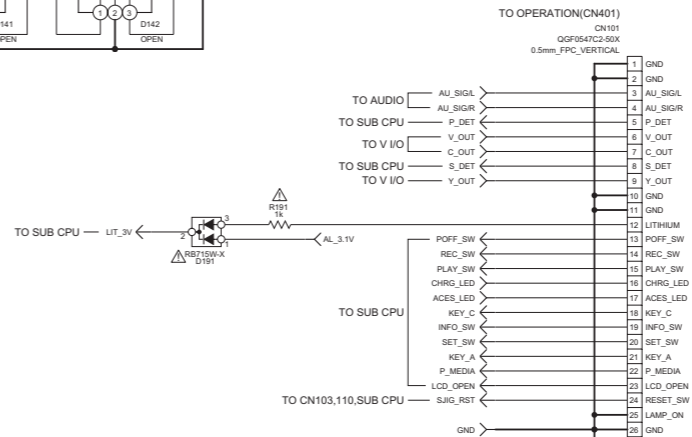 1 2 3
141
D142
PEN
OPEN
TO OPERATION(CN401)
CN101
QGF0547C2-50X
0.5mm_FPC_VERTICAL
1 GND
2 GND
TO AUDIO AU_SIG/L 3 AU_SIG/L
AU_SIG/R 4 AU_SIG/R
TO SUB CPU P_DET 5 P_DET
TO V I/O V_OUT 6 V_OUT
C_OUT 7 C_OUT
TO SUB CPU S_DET 8 S_DET
TO V I/O Y_OUT 9 Y_OUT
10 GND
11 GND
R191
1k
12 LITIHIUM
TO SUB CPU LIT_3V 2 3 1
AL_3.1V
RB715W-X
D191
POFF_SW 13 POFF_SW
REC_SW 14 REC_SW
PLAY_SW 15 PLAY_SW
CHRG_LED 16 CHRG_LED
ACES_LED 17 ACES_LED
TO SUB CPU KEY_C 18 KEY_C
INFO_SW 19 INFO_SW
SET_SW 20 SET_SW
KEY_A 21 KEY_A
P_MEDIA 22 P_MEDIA
LCD_OPEN 23 LCD_OPEN
TO CN103,110,SUB CPU SJIG_RST 24 RESET_SW
25 LAMP_ON
GND 26 GND